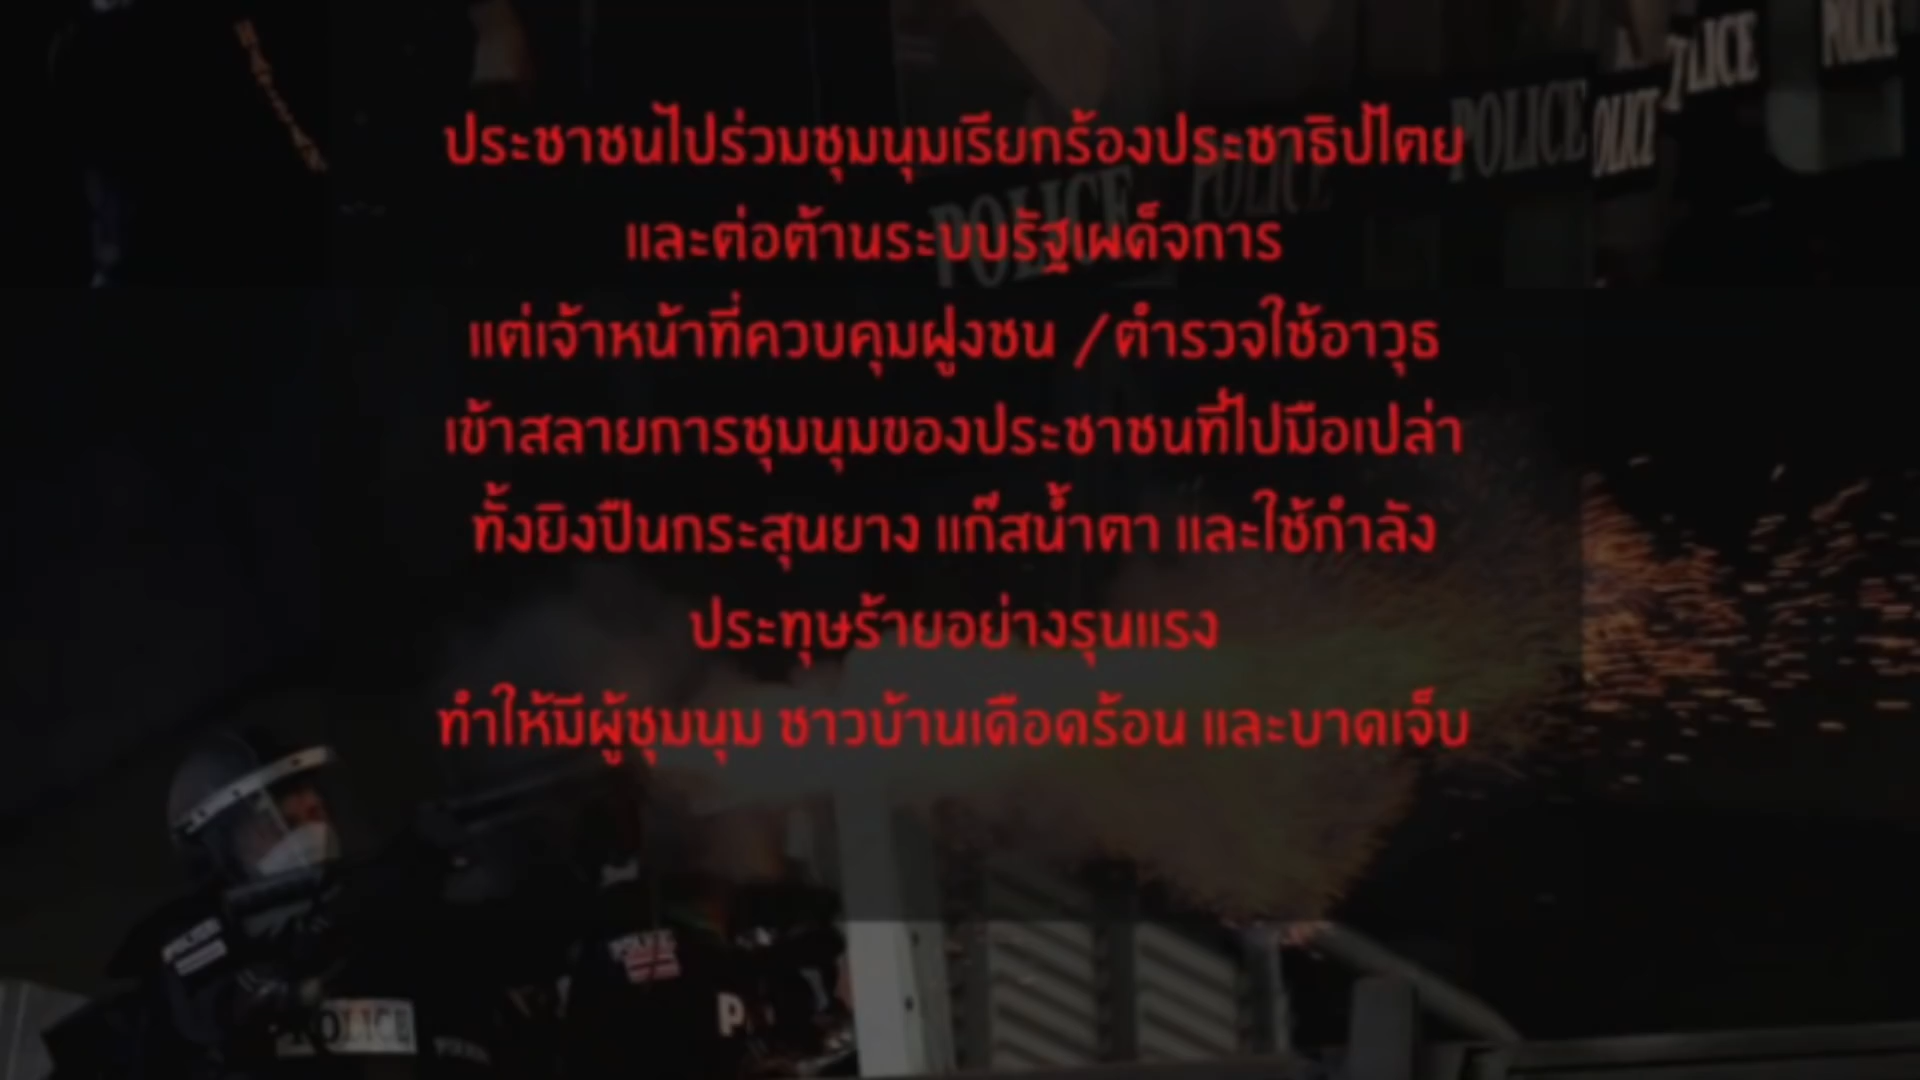 POLICE
POLICE
POLICE
POLICE
ประชาชนไปร่วมชุมนุมเรียกร้องประชาธิปไตย
POLICE
POLICE
และต่อต้านระบบรัฐเผด็จการ
แต่เจ้าหน้าที่ควบคุมฝูงชน /ตำรวจใช้อาวุธ
เข้าสลายการชุมนุมของประชาชนที่ไปมือเปล่า
ทั้งยิงปืนกระสุนยาง แก๊สน้ำตา และใช้กำลัง
ประทุษร้ายอย่างรุนแรง
ทำให้มีผู้ชุมนุม ชาวบ้านเดือดร้อน และบาดเจ็บ
POLICE
POLICE